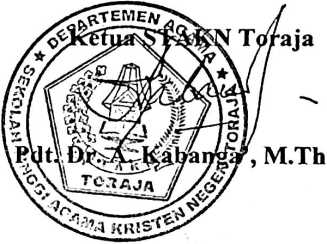 Ketua STAKN Toraja
DEPARTEMEN AGAMA
SEKOLAH TINGGI AGAMA KRISTEN NEGERI TORAJA
TORAJA
Pdt. Dr. A. Kabanga', M.Th